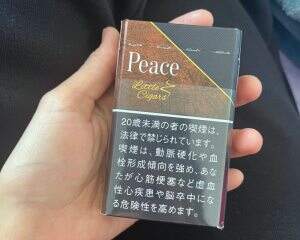 Peace
Little
Cigars
20歳未満の者の喫煙は、
法律で禁じられています。
喫煙は、動脈硬化や血
栓形成傾向を強め、あな
たが心筋梗塞など虚血
性心疾患や脳卒中にな
る危険性を高めます。